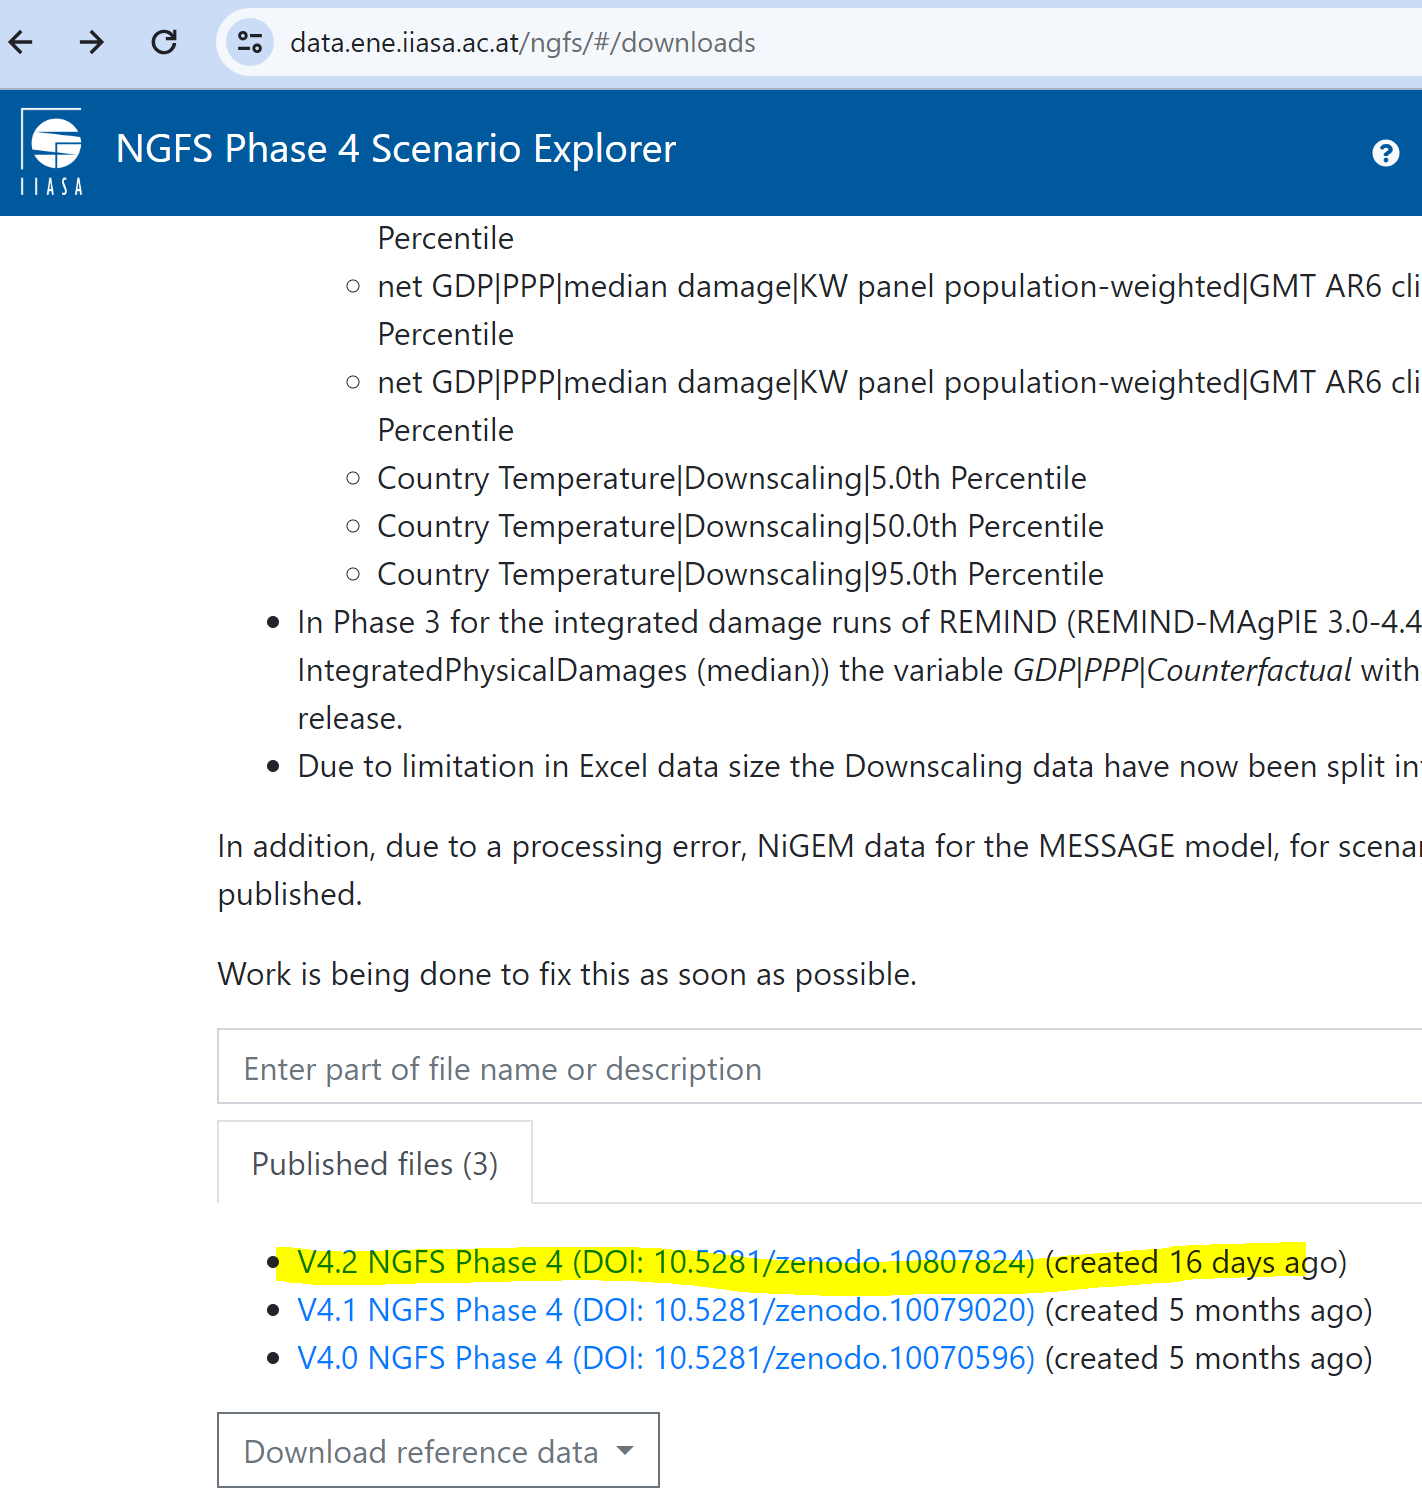 data.ene.iiasa.ac.at/ngfs/#/downloads
IIASA
NGFS Phase 4 Scenario Explorer
?
Percentile
net GDP|PPP|median damage|KW panel population-weighted|GMT AR6 cli
Percentile
net GDP|PPP|median damage|KW panel population-weighted|GMT AR6 cli
Percentile
Country Temperature|Downscaling|5.0th Percentile
Country Temperature|Downscaling|50.0th Percentile
Country Temperature|Downscaling|95.0th Percentile
In Phase 3 for the integrated damage runs of REMIND (REMIND-MAgPIE 3.0-4.4
IntegratedPhysicalDamages (median)) the variable GDP|PPP|Counterfactual with
release.
Due to limitation in Excel data size the Downscaling data have now been split in
In addition, due to a processing error, NiGEM data for the MESSAGE model, for scena
published.
Work is being done to fix this as soon as possible.
Enter part of file name or description
Published files (3)
V4.2 NGFS Phase 4 (DOI: 10.5281/zenodo.10807824) (created 16 days ago)
V4.1 NGFS Phase 4 (DOI: 10.5281/zenodo.10079020) (created 5 months ago)
V4.0 NGFS Phase 4 (DOI: 10.5281/zenodo.10070596) (created 5 months ago)
Download reference data